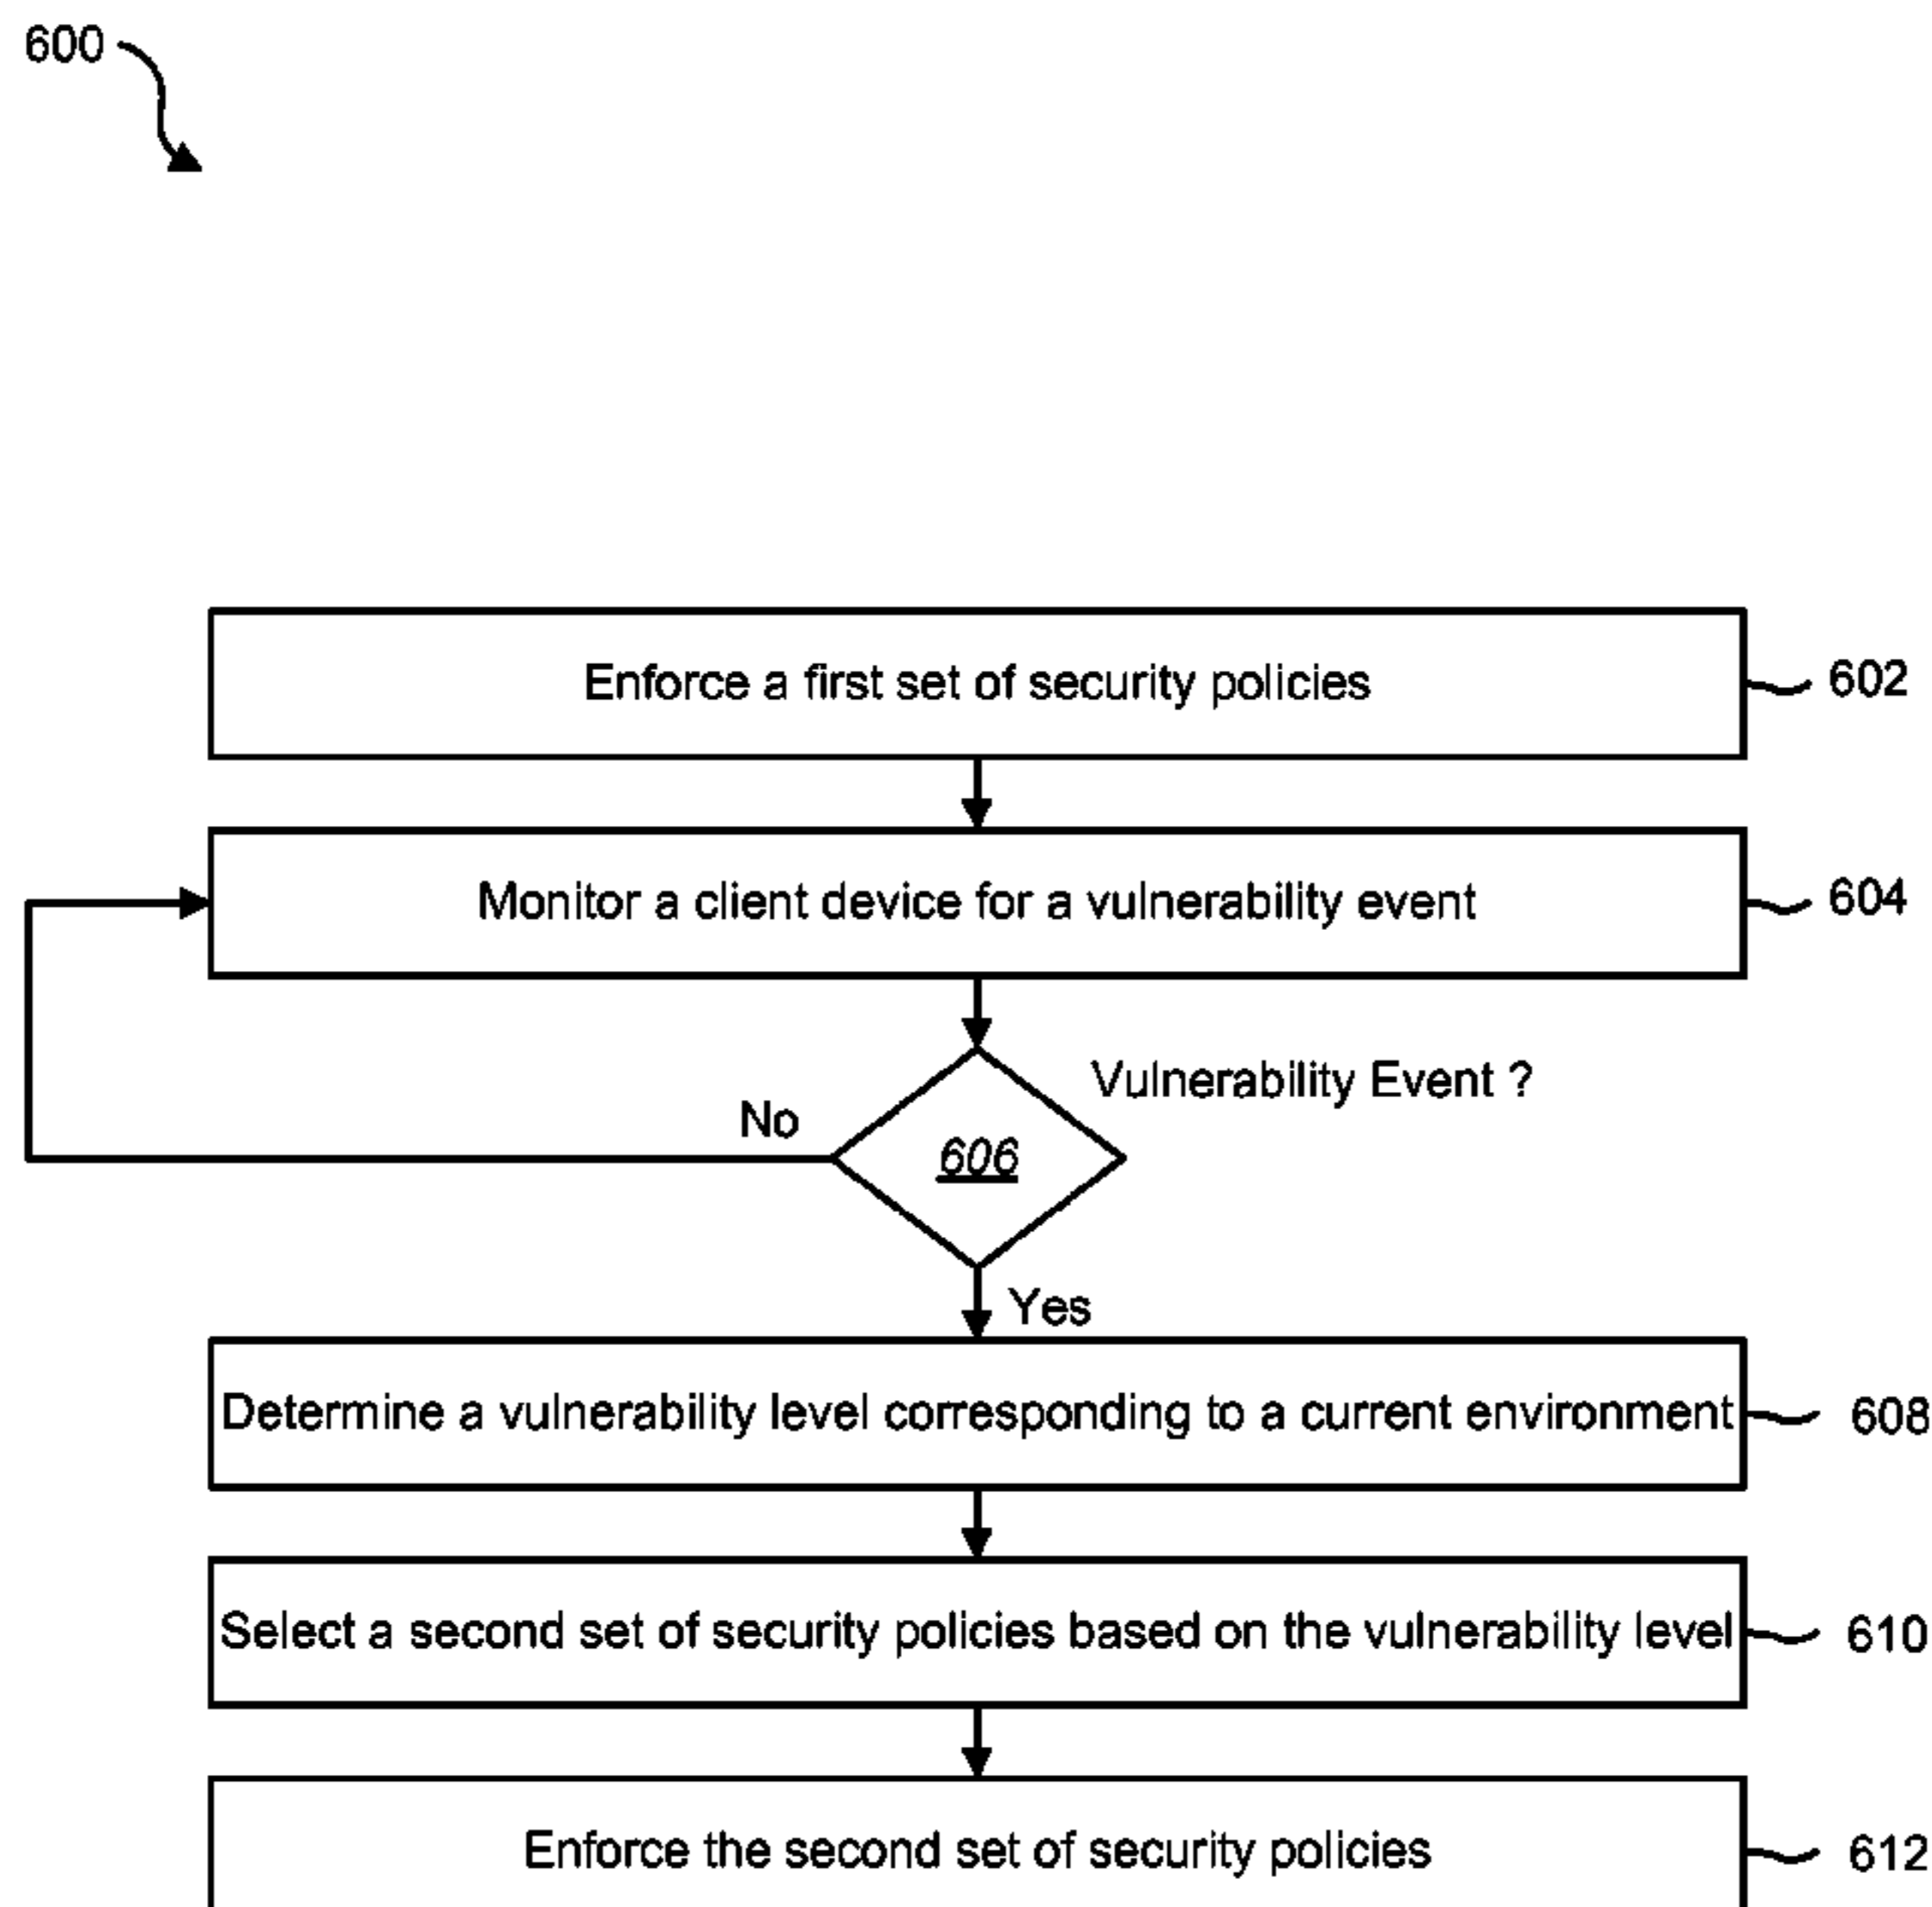 600
Enforce a first set of security policies
602
Monitor a client device for a vulnerability event
604
Vulnerability Event ?
No
606
Yes
Determine a vulnerability level corresponding to a current environment
608
Select a second set of security policies based on the vulnerability level
610
Enforce the second set of security policies
612